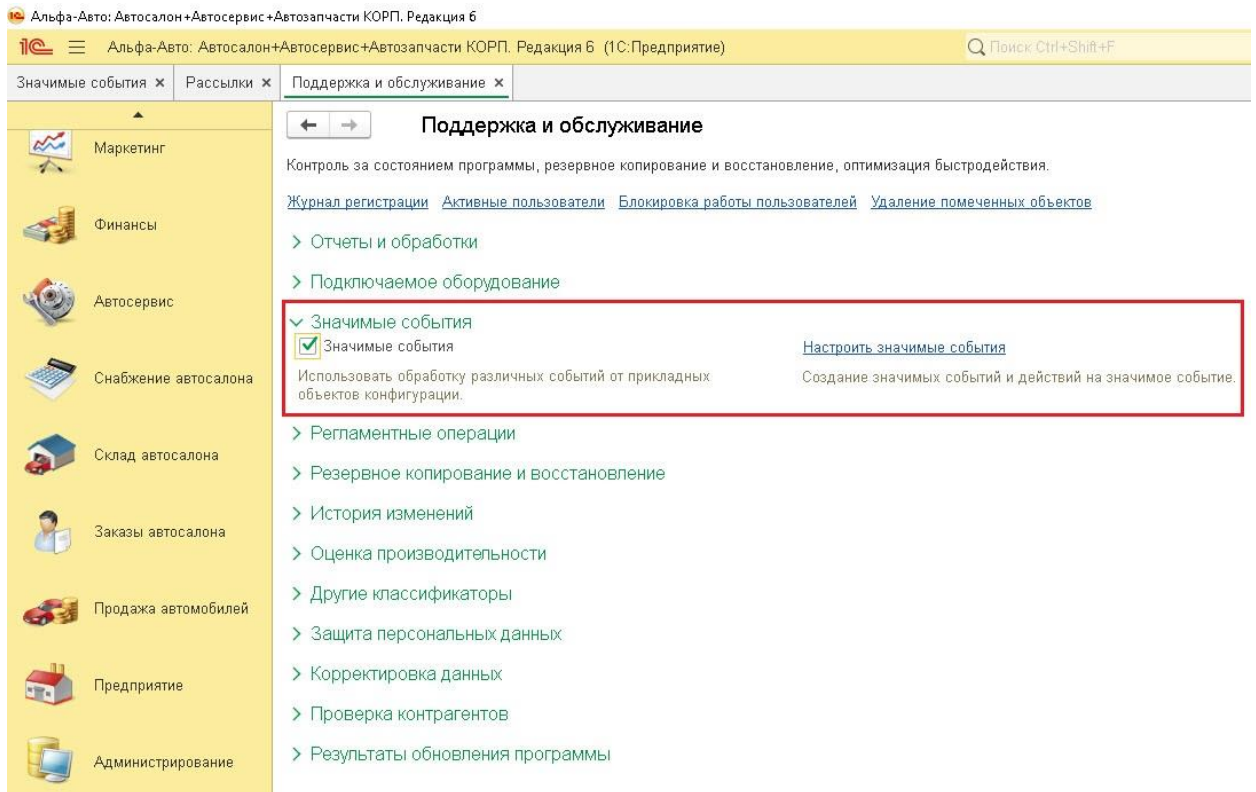 Альфа-Авто: Автосалон+Автосервис+Автозапчасти КОРП. Редакция 6
Альфа-Авто: Автосалон+Автосервис+Автозапчасти КОРП. Редакция 6 (1С:Предприятие)
Поиск Ctrl+Shift+F
Значимые события × Рассылки × Поддержка и обслуживание ×
Маркетинг
Финансы
Автосервис
Снабжение автосалона
Склад автосалона
Заказы автосалона
Продажа автомобилей
Предприятие
Администрирование
Поддержка и обслуживание
Контроль за состоянием программы, резервное копирование и восстановление, оптимизация быстродействия.
Журнал регистрации Активные пользователи Блокировка работы пользователей Удаление помеченных объектов
Отчеты и обработки
Подключаемое оборудование
Значимые события
Значимые события
Использовать обработку различных событий от прикладных
объектов конфигурации.
Настроить значимые события
Создание значимых событий и действий на значимое событие.
Регламентные операции
Резервное копирование и восстановление
История изменений
Оценка производительности
Другие классификаторы
Защита персональных данных
Корректировка данных
Проверка контрагентов
Результаты обновления программы